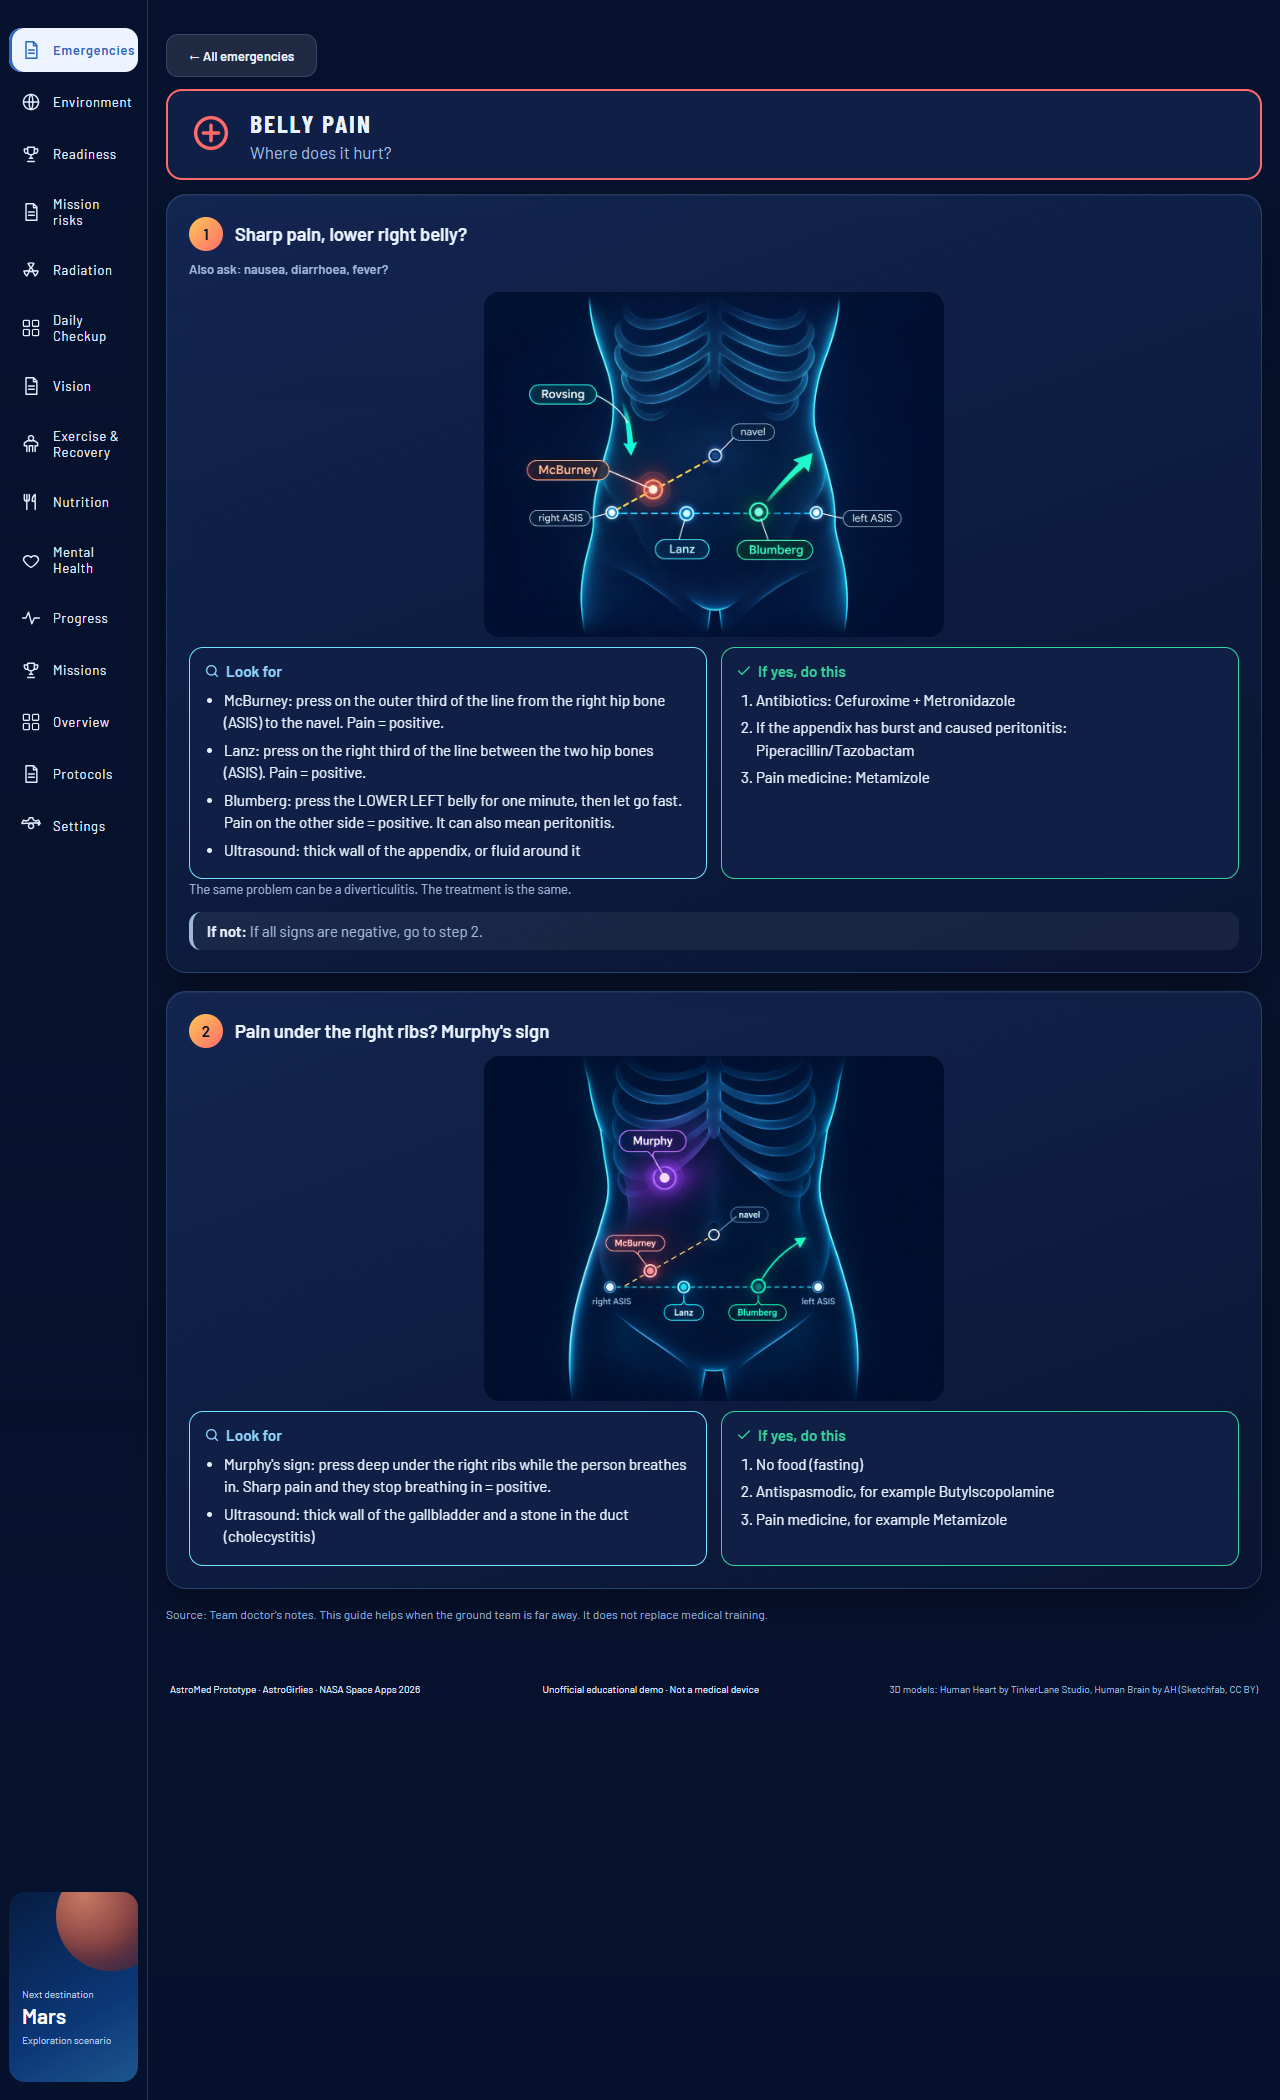 Emergencies
Environment
Readiness
Mission
risks
Radiation
Daily
Checkup
Vision
Exercise &
Recovery
Nutrition
Mental
Health
Progress
Missions
Overview
Protocols
Settings
Next destination
Mars
Exploration scenario
← All emergencies
BELLY PAIN
Where does it hurt?
1
Sharp pain, lower right belly?
Also ask: nausea, diarrhoea, fever?
Rovsing
navel
McBurney
right ASIS
left ASIS
Lanz
Blumberg
Look for
• McBurney: press on the outer third of the line from the right hip bone
(ASIS) to the navel. Pain = positive.
• Lanz: press on the right third of the line between the two hip bones
(ASIS). Pain = positive.
• Blumberg: press the LOWER LEFT belly for one minute, then let go fast.
Pain on the other side = positive. It can also mean peritonitis.
• Ultrasound: thick wall of the appendix, or fluid around it
If yes, do this
1. Antibiotics: Cefuroxime + Metronidazole
2. If the appendix has burst and caused peritonitis:
Piperacillin/Tazobactam
3. Pain medicine: Metamizole
The same problem can be a diverticulitis. The treatment is the same.
If not: If all signs are negative, go to step 2.
2
Pain under the right ribs? Murphy's sign
Murphy
navel
McBurney
right ASIS
left ASIS
Lanz
Blumberg
Look for
• Murphy's sign: press deep under the right ribs while the person breathes
in. Sharp pain and they stop breathing in = positive.
• Ultrasound: thick wall of the gallbladder and a stone in the duct
(cholecystitis)
If yes, do this
1. No food (fasting)
2. Antispasmodic, for example Butylscopolamine
3. Pain medicine, for example Metamizole
Source: Team doctor's notes. This guide helps when the ground team is far away. It does not replace medical training.
AstroMed Prototype · AstroGirlies · NASA Space Apps 2026
Unofficial educational demo · Not a medical device
3D models: Human Heart by TinkerLane Studio, Human Brain by AH (Sketchfab, CC BY)